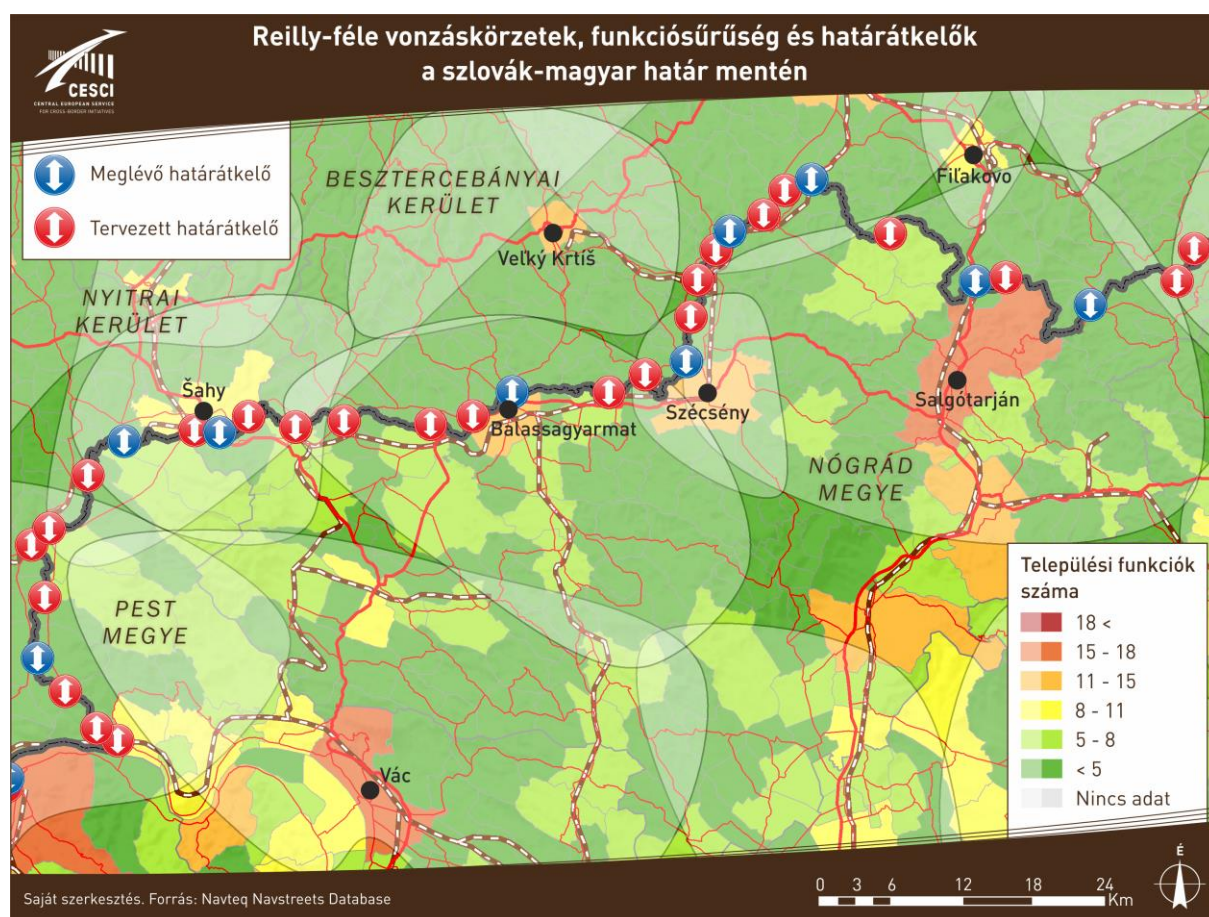 Reilly-féle vonzáskörzetek, funkciósűrűség és határátkelők
a szlovák-magyar határ mentén
CESCI
CENTRAL EUROPEAN SERVICE
FOR CROSS-BORDER INITIATIVES
Meglévő határátkelő
Tervezett határátkelő
BESZTERCEBÁNYAI
KERÜLET
Fiľakovo
Veľký Krtíš
NYITRAI
KERÜLET
Šahy
Balassagyarmat
Szécsény
Salgótarján
NÓGRÁD
MEGYE
PEST
MEGYE
Vác
Települési funkciók
száma
18 <
15 - 18
11 - 15
8 - 11
5 - 8
< 5
Nincs adat
Saját szerkesztés. Forrás: Navteq Navstreets Database
0 3 6 12 18 24
Km
É